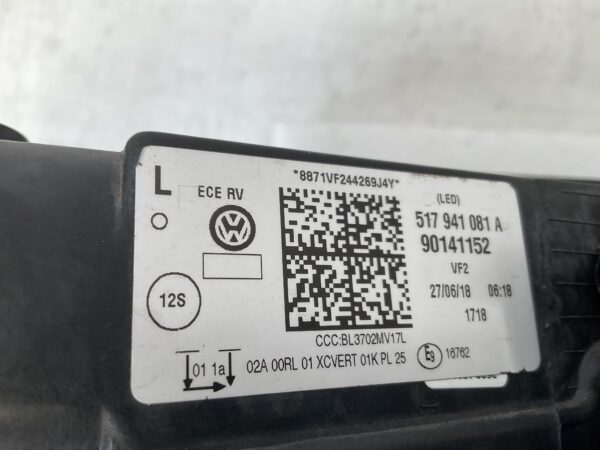 L
ECE RV
*8871VF244269J4Y*
(LED)
517 941 081 A
90141152
VF2
27/06/18 06:18
1718
12S
CCC:BL3702MV17L
01 1a
02A 00RL 01 XCVERT 01K PL 25
E9 16762